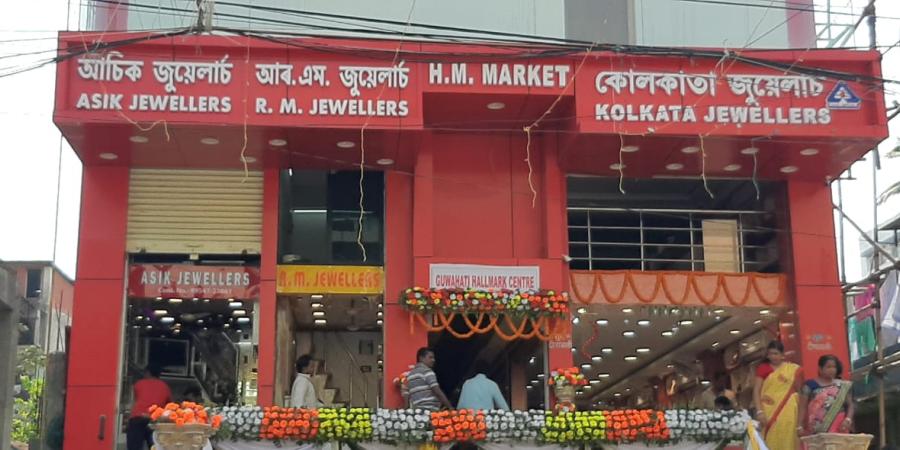 আচিক জুয়েলার্চ
ASIK JEWELLERS
আৰ.এম. জুয়েলার্চ
R. M. JEWELLERS
H.M. MARKET
কোলকাতা জুয়েলার্চ
KOLKATA JEWELLERS
ASIK JEWELLERS
R.M. JEWELLERS
GUWAHATI HALLMARK CENTRE